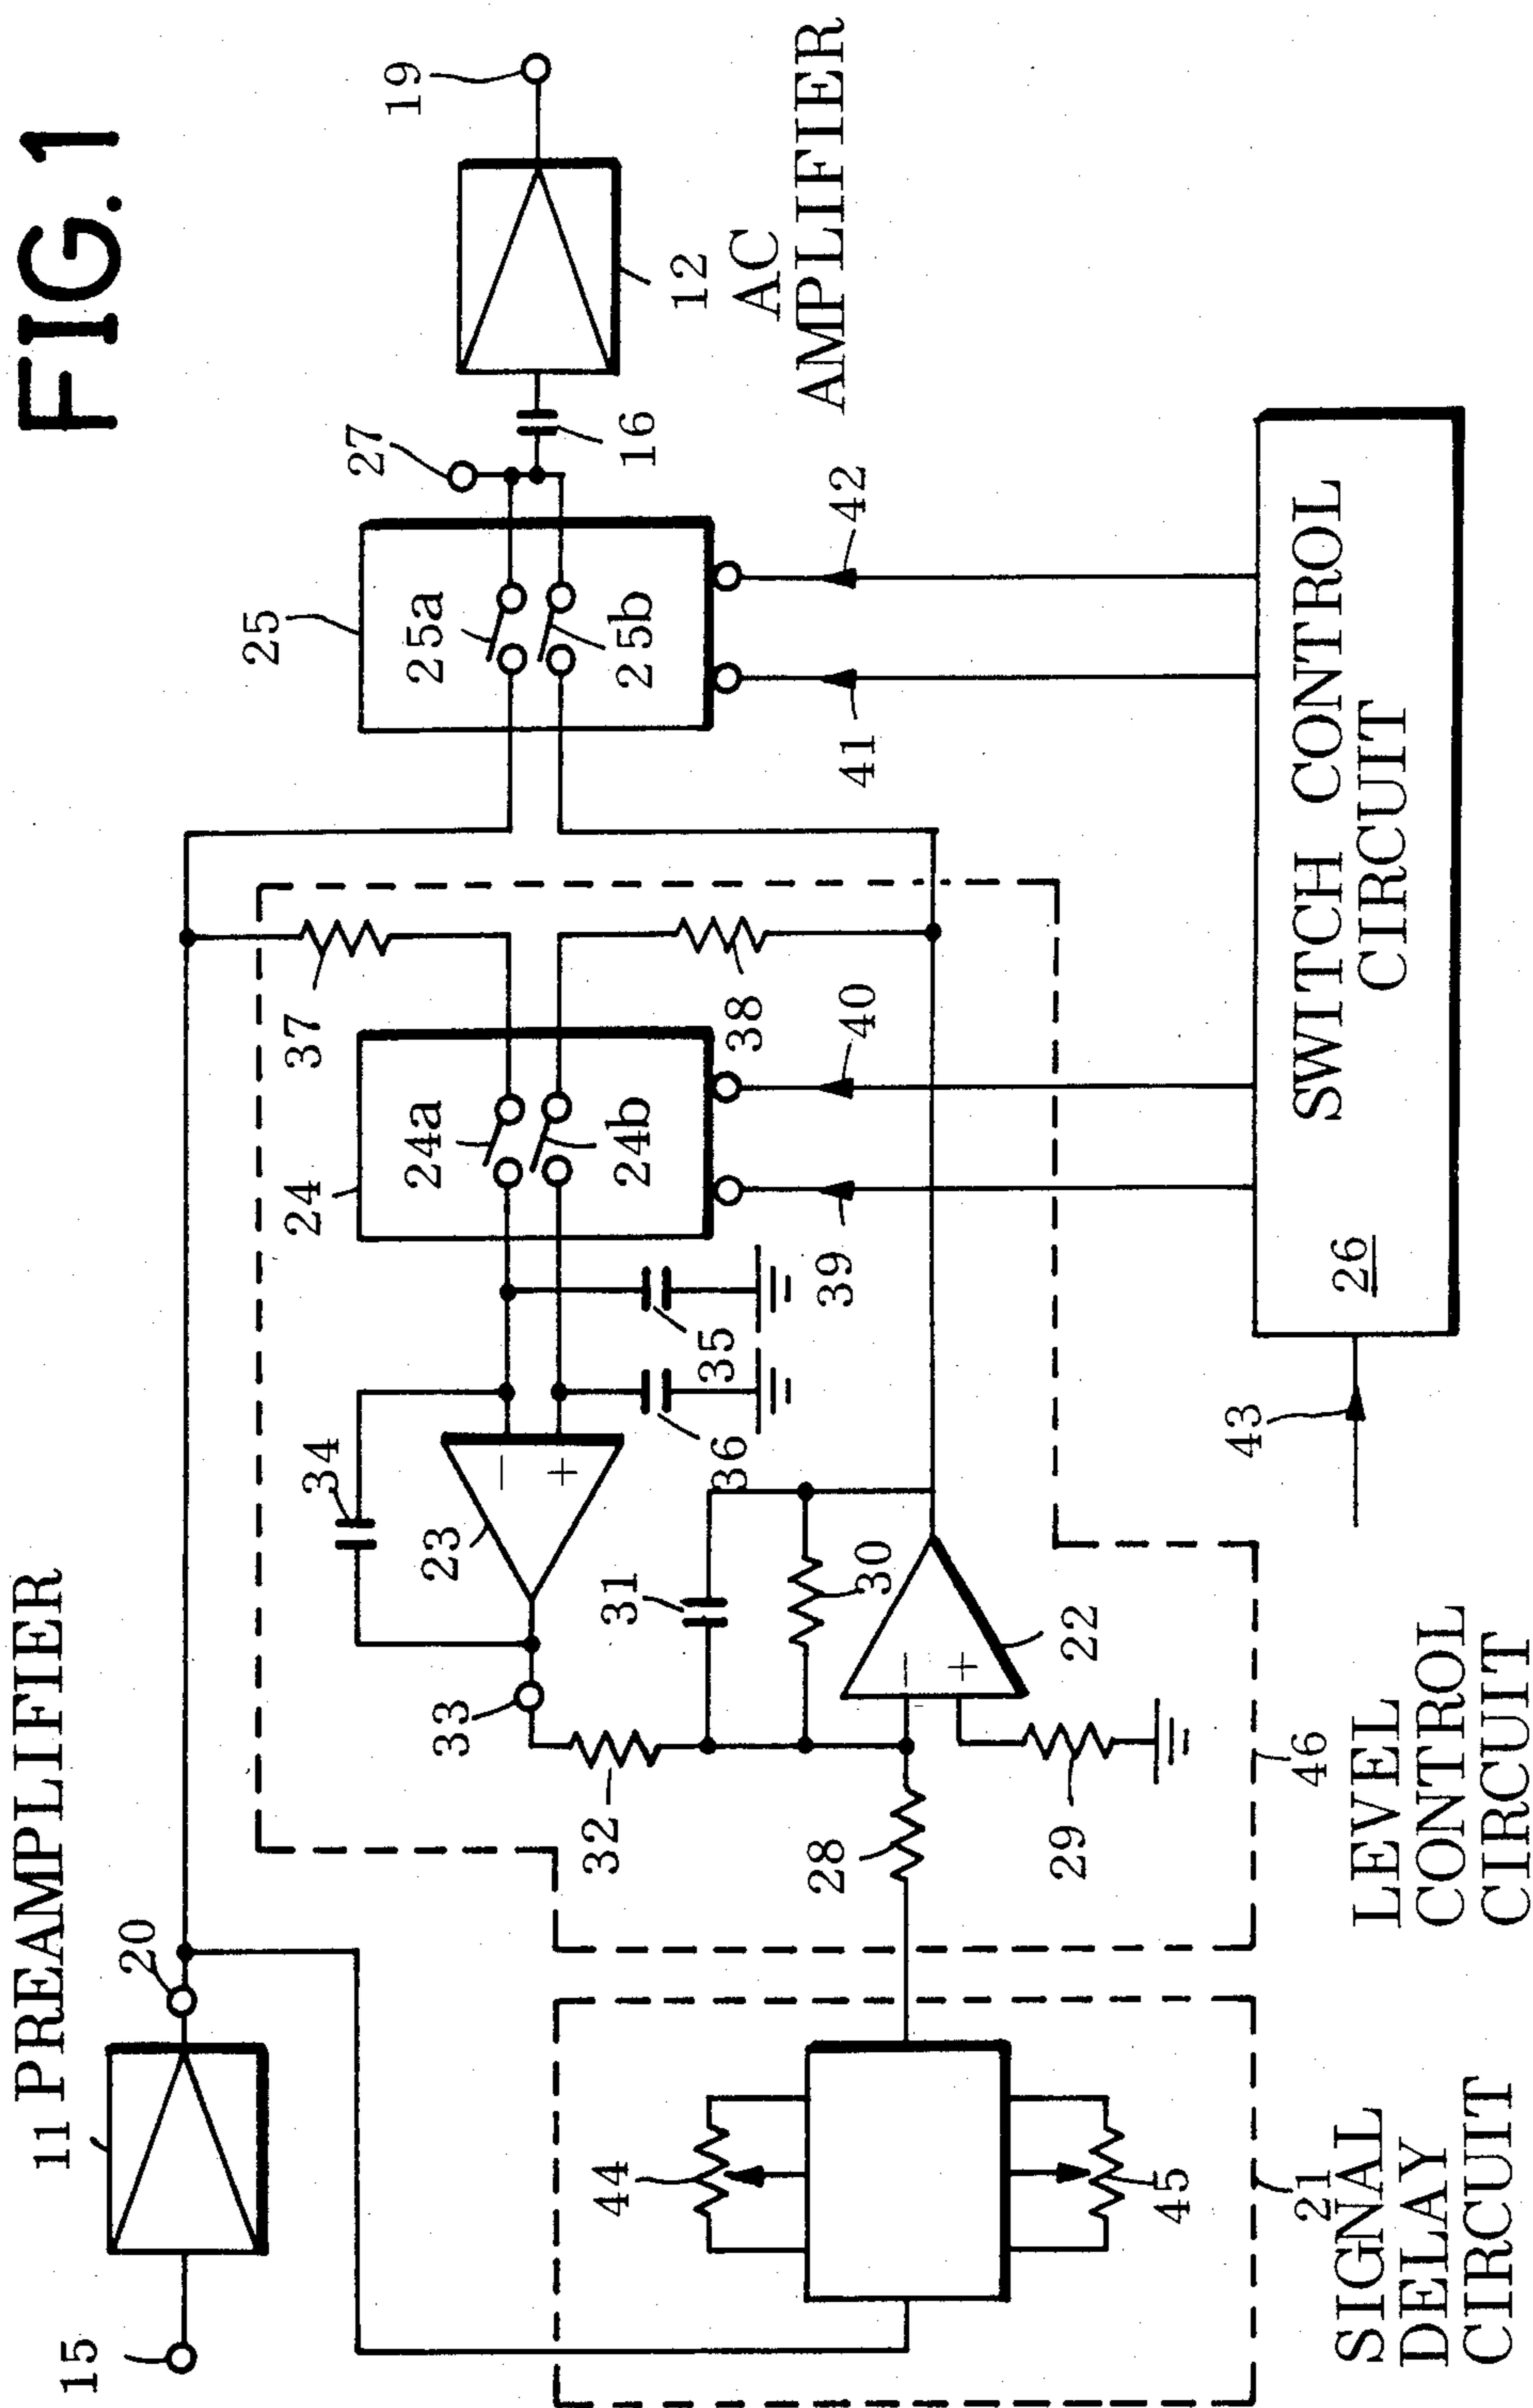 FIG. 1
11 PREAMPLIFIER
15
20
37
24
24a
24b
25
25a
25b
27
19
16
12
AC
AMPLIFIER
34
23
33
32
31
30
22
28
29
35
36
38
39
40
41
42
43
26
SWITCH CONTROL
CIRCUIT
44
45
21
SIGNAL
DELAY
CIRCUIT
46
LEVEL
CONTROL
CIRCUIT
−
+
−
+